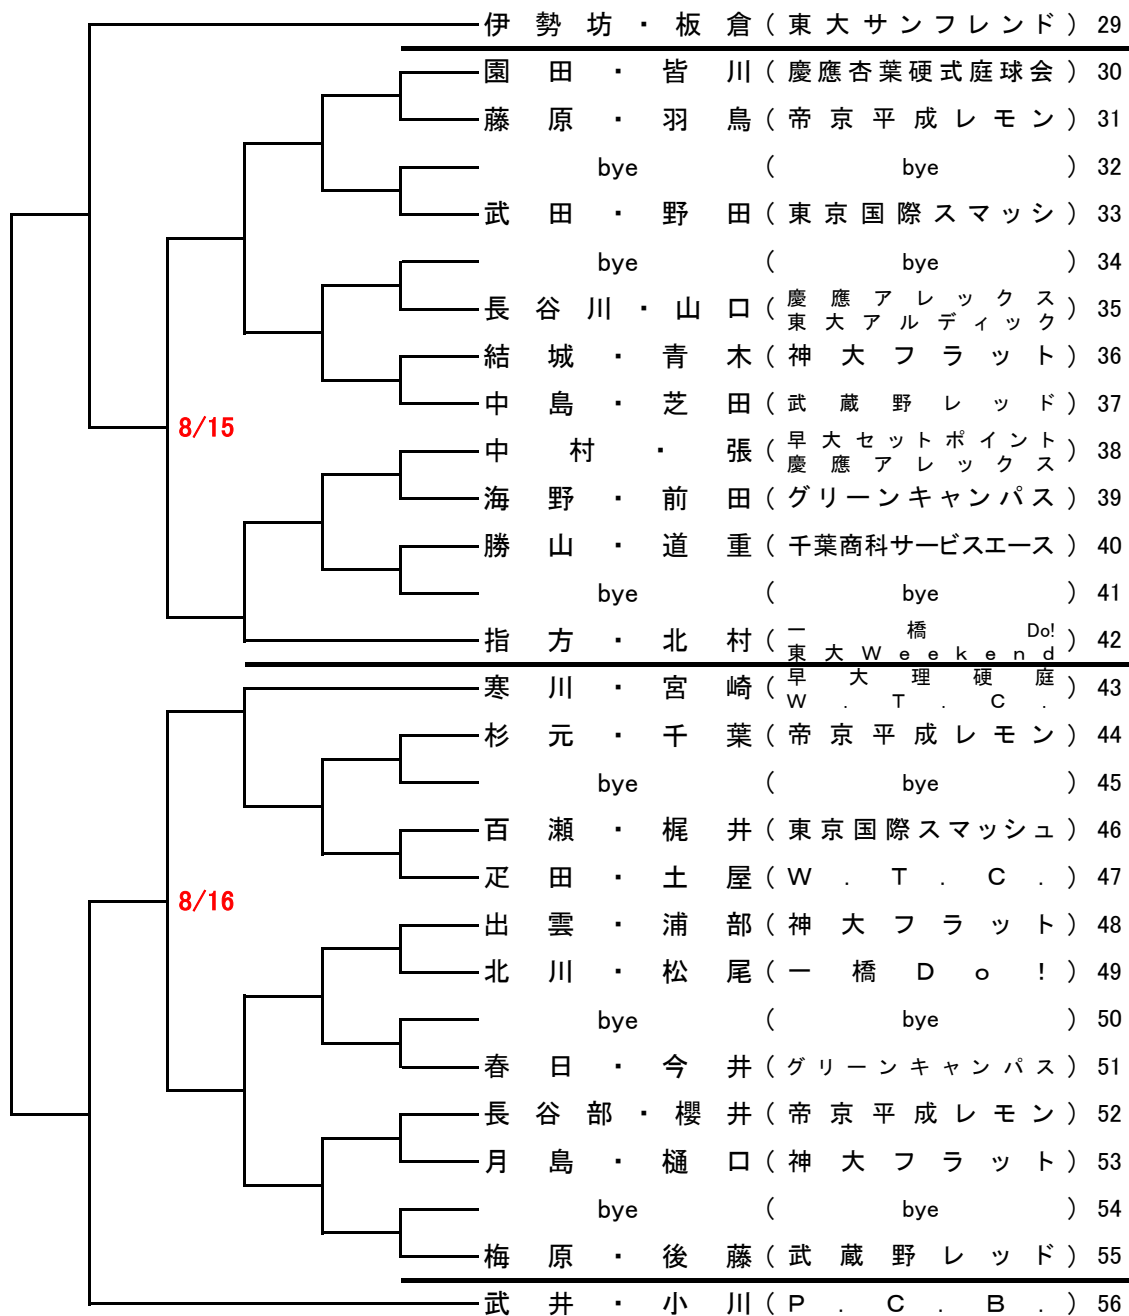 伊勢坊・板倉（東大サンフレンド）29
園田・皆川（慶應杏葉硬式庭球会）30
藤原・羽鳥（帝京平成レモン）31
bye（bye）32
武田・野田（東京国際スマッシ）33
bye（bye）34
長谷川・山口（慶應アレックス
東大アルディック）35
結城・青木（神大フラット）36
中島・芝田（武蔵野レッド）37
8/15
中村・張（早大セットポイント
慶應アレックス）38
海野・前田（グリーンキャンパス）39
勝山・道重（千葉商科サービスエース）40
bye（bye）41
指方・北村（一橋Do!
東大Weekend）42
寒川・宮崎（早大理硬庭
W.T.C.）43
杉元・千葉（帝京平成レモン）44
bye（bye）45
百瀬・梶井（東京国際スマッシュ）46
疋田・土屋（W.T.C.）47
8/16
出雲・浦部（神大フラット）48
北川・松尾（一橋Do!）49
bye（bye）50
春日・今井（グリーンキャンパス）51
長谷部・櫻井（帝京平成レモン）52
月島・樋口（神大フラット）53
bye（bye）54
梅原・後藤（武蔵野レッド）55
武井・小川（P.C.B.）56